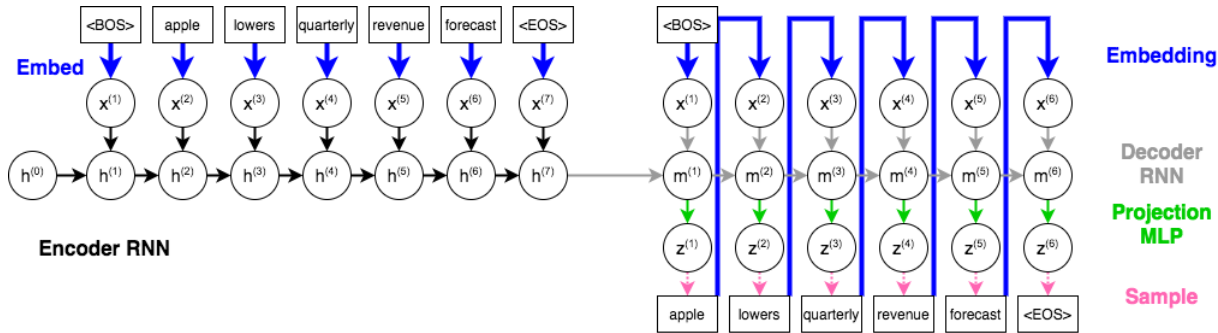 <BOS> apple lowers quarterly revenue forecast <EOS> <BOS>
Embed Embedding
x(1) x(2) x(3) x(4) x(5) x(6) x(7) x(1) x(2) x(3) x(4) x(5) x(6)
h(0) h(1) h(2) h(3) h(4) h(5) h(6) h(7) m(1) m(2) m(3) m(4) m(5) m(6)
Decoder
RNN
Encoder RNN
Projection
MLP
z(1) z(2) z(3) z(4) z(5) z(6)
apple lowers quarterly revenue forecast <EOS>
Sample